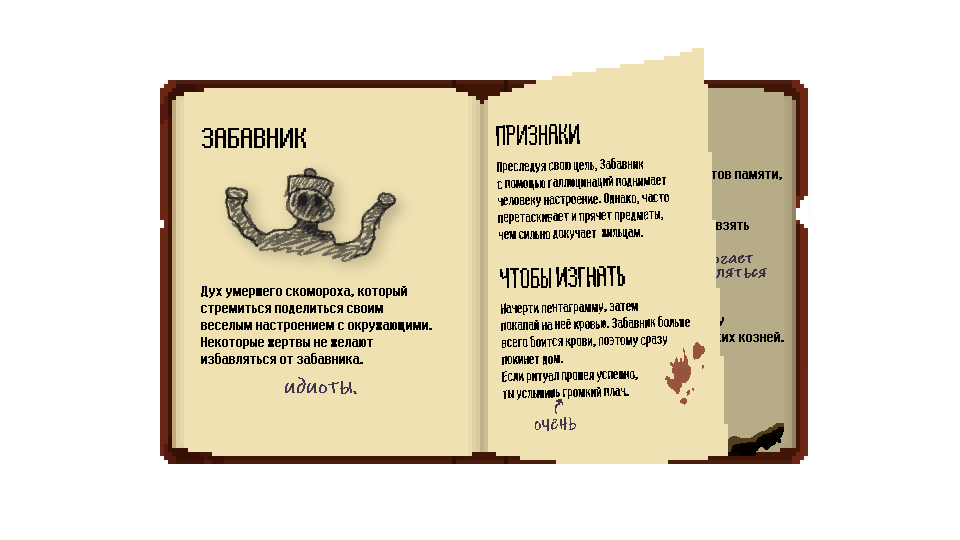 ЗАБАВНИК
Дух умершего скомороха, который
стремиться поделиться своим
веселым настроением с окружающими.
Некоторые жертвы не желают
избавляться от забавника.
идиоты.
ПРИЗНАКИ
Преследуя свою цель, Забавник
с помощью галлюцинаций поднимает
человеку настроение. Однако, часто
перетаскивает и прячет предметы,
чем сильно докучает жильцам.
ЧТОБЫ ИЗГНАТЬ
Начерти пентаграмму, затем
покапай на неё кровью. Забавник больше
всего боится крови, поэтому сразу
покинет дом.
Если ритуал прошел успешно,
ты услышишь громкий плач.
очень
тов памяти,
взять
гает
ляться
у
ких козней.